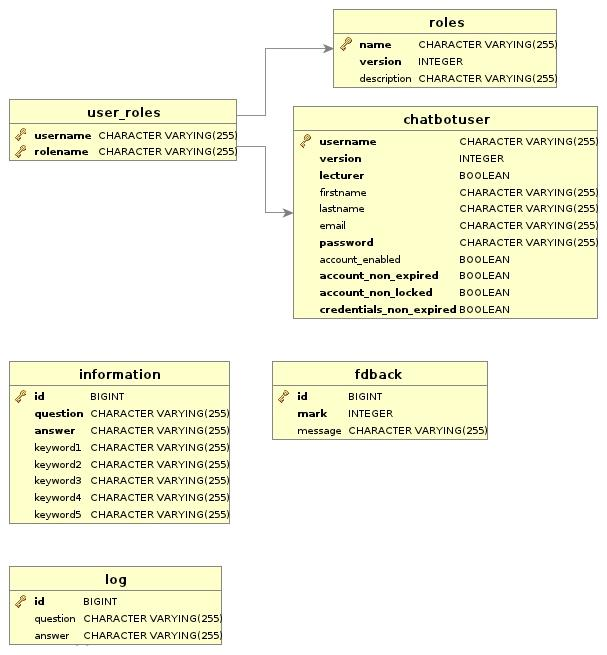 roles
name CHARACTER VARYING(255)
version INTEGER
description CHARACTER VARYING(255)
user_roles
username CHARACTER VARYING(255)
rolename CHARACTER VARYING(255)
chatbotuser
username CHARACTER VARYING(255)
version INTEGER
lecturer BOOLEAN
firstname CHARACTER VARYING(255)
lastname CHARACTER VARYING(255)
email CHARACTER VARYING(255)
password CHARACTER VARYING(255)
account_enabled BOOLEAN
account_non_expired BOOLEAN
account_non_locked BOOLEAN
credentials_non_expired BOOLEAN
information
id BIGINT
question CHARACTER VARYING(255)
answer CHARACTER VARYING(255)
keyword1 CHARACTER VARYING(255)
keyword2 CHARACTER VARYING(255)
keyword3 CHARACTER VARYING(255)
keyword4 CHARACTER VARYING(255)
keyword5 CHARACTER VARYING(255)
fdback
id BIGINT
mark INTEGER
message CHARACTER VARYING(255)
log
id BIGINT
question CHARACTER VARYING(255)
answer CHARACTER VARYING(255)